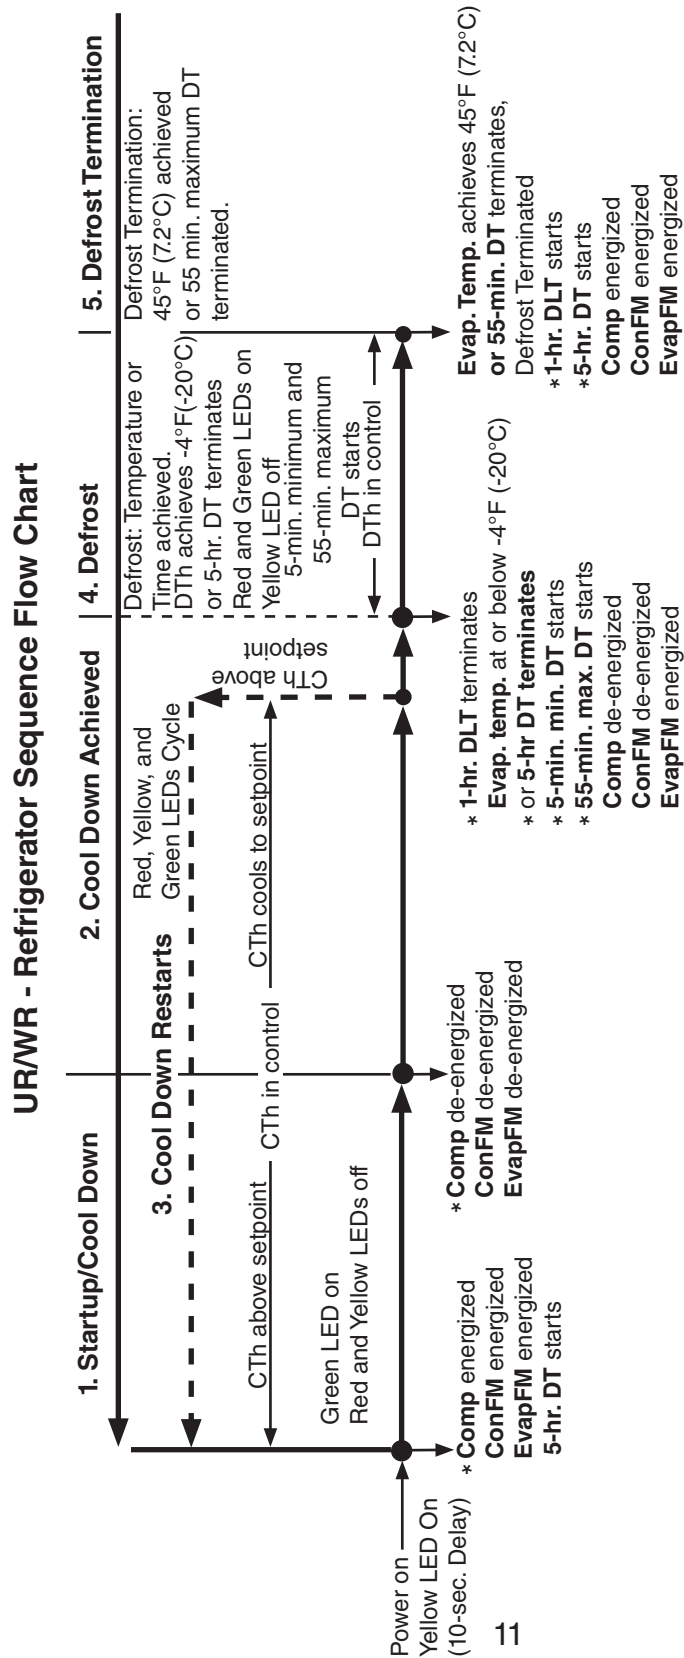 UR/WR - Refrigerator Sequence Flow Chart
1. Startup/Cool Down
2. Cool Down Achieved
4. Defrost
5. Defrost Termination
3. Cool Down Restarts
Red, Yellow, and
Green LEDs Cycle
CTh above setpoint
CTh in control
CTh cools to setpoint
CTh above
setpoint
Defrost: Temperature or
Time achieved.
DTh achieves -4°F(-20°C)
or 5-hr. DT terminates
Red and Green LEDs on
Yellow LED off
5-min. minimum and
55-min. maximum
DT starts
DTh in control
Defrost Termination:
45°F (7.2°C) achieved
or 55 min. maximum DT
terminated.
Green LED on
Red and Yellow LEDs off
Power on
Yellow LED On
(10-sec. Delay)
* Comp energized
ConFM energized
EvapFM energized
5-hr. DT starts
* Comp de-energized
ConFM de-energized
EvapFM de-energized
* 1-hr. DLT terminates
Evap. temp. at or below -4°F (-20°C)
* or 5-hr DT terminates
* 5-min. min. DT starts
* 55-min. max. DT starts
Comp de-energized
ConFM de-energized
EvapFM energized
Evap. Temp. achieves 45°F (7.2°C)
or 55-min. DT terminates,
Defrost Terminated
* 1-hr. DLT starts
* 5-hr. DT starts
Comp energized
ConFM energized
EvapFM energized
11